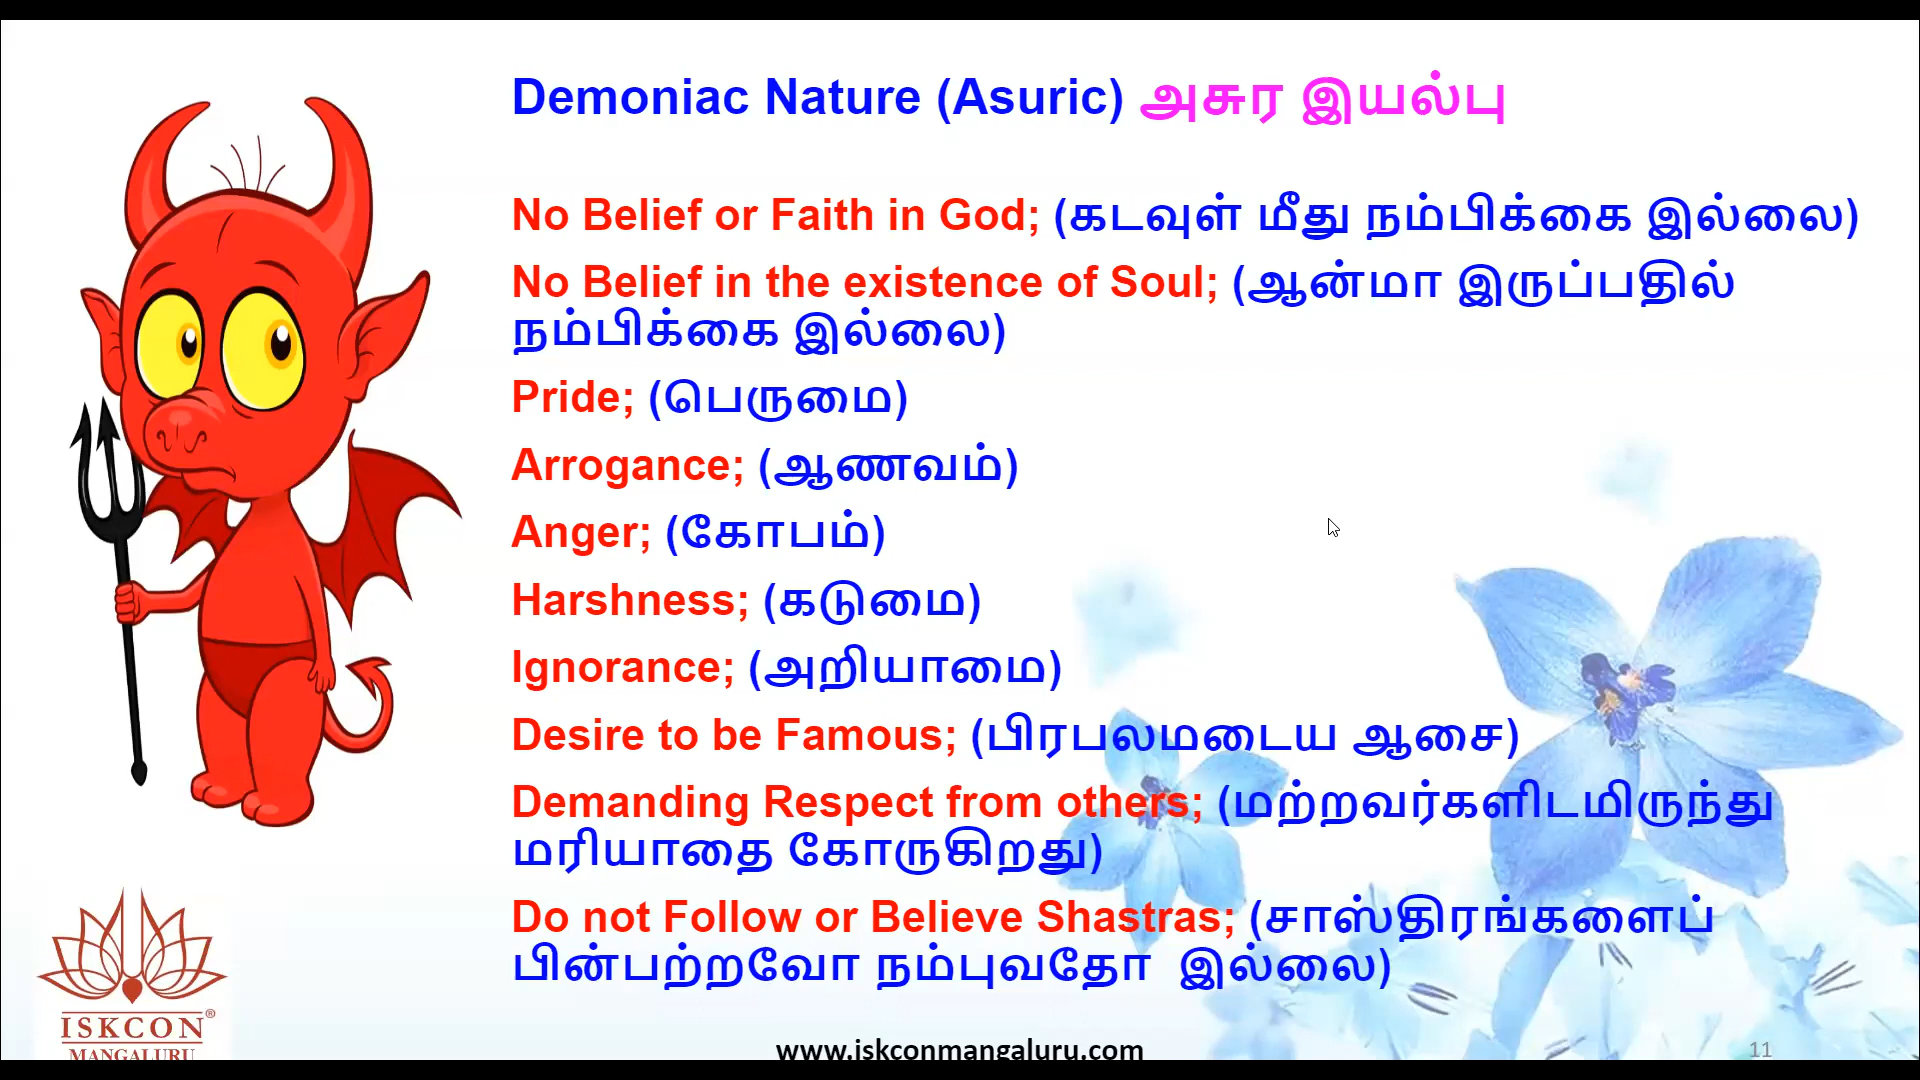 Demoniac Nature (Asuric) அசுர இயல்பு
No Belief or Faith in God; (கடவுள் மீது நம்பிக்கை இல்லை)
No Belief in the existence of Soul; (ஆன்மா இருப்பதில்
நம்பிக்கை இல்லை)
Pride; (பெருமை)
Arrogance; (ஆணவம்)
Anger; (கோபம்)
Harshness; (கடுமை)
Ignorance; (அறியாமை)
Desire to be Famous; (பிரபலமடைய ஆசை)
Demanding Respect from others; (மற்றவர்களிடமிருந்து
மரியாதை கோருகிறது)
Do not Follow or Believe Shastras; (சாஸ்திரங்களைப்
பின்பற்றவோ நம்புவதோ இல்லை)
ISKCON®
MANGALURU
www.iskconmangaluru.com
11